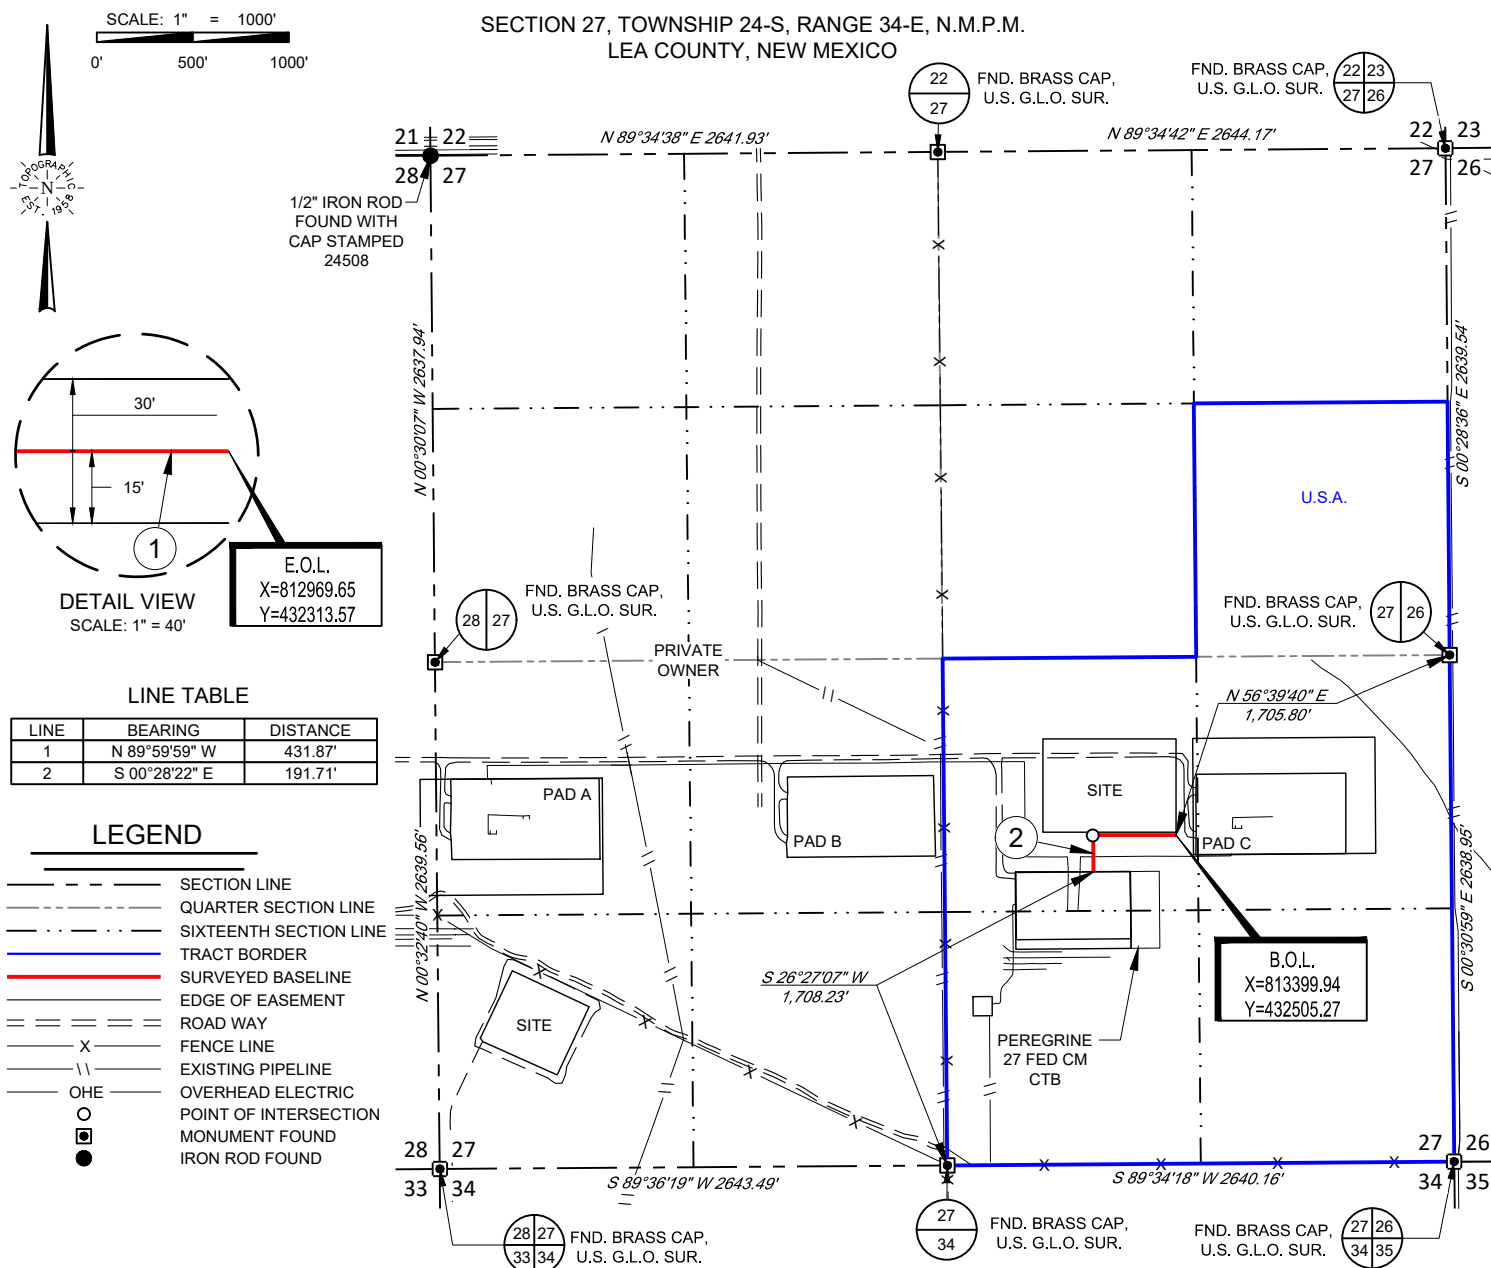 SCALE: 1" = 1000'
0' 500' 1000'
SECTION 27, TOWNSHIP 24-S, RANGE 34-E, N.M.P.M.
LEA COUNTY, NEW MEXICO
22
27
FND. BRASS CAP,
U.S. G.L.O. SUR.
FND. BRASS CAP,
U.S. G.L.O. SUR.
22 23
27 26
21 22
28 27
N 89°34'38" E 2641.93'
N 89°34'42" E 2644.17'
22 23
27 26
TOPOGRAPHIC
N
EST. 1958
1/2" IRON ROD
FOUND WITH
CAP STAMPED
24508
N 00°30'07" W 2637.94'
S 00°28'36" E 2639.54'
30'
15'
1
E.O.L.
X=812969.65
Y=432313.57
DETAIL VIEW
SCALE: 1" = 40'
U.S.A.
28 27
FND. BRASS CAP,
U.S. G.L.O. SUR.
FND. BRASS CAP,
U.S. G.L.O. SUR.
27 26
PRIVATE
OWNER
N 56°39'40" E
1,705.80'
LINE TABLE
LINE BEARING DISTANCE
1 N 89°59'59" W 431.87'
2 S 00°28'22" E 191.71'
PAD A
PAD B
SITE
PAD C
2
N 00°32'40" W 2639.56'
S 00°30'59" E 2638.95'
LEGEND
SECTION LINE
QUARTER SECTION LINE
SIXTEENTH SECTION LINE
TRACT BORDER
SURVEYED BASELINE
EDGE OF EASEMENT
ROAD WAY
X FENCE LINE
\\ EXISTING PIPELINE
OHE OVERHEAD ELECTRIC
POINT OF INTERSECTION
MONUMENT FOUND
IRON ROD FOUND
B.O.L.
X=813399.94
Y=432505.27
S 26°27'07" W
1,708.23'
SITE
PEREGRINE
27 FED CM
CTB
28 27
33 34
S 89°36'19" W 2643.49'
S 89°34'18" W 2640.16'
27 26
34 35
28 27
33 34
FND. BRASS CAP,
U.S. G.L.O. SUR.
27
34
FND. BRASS CAP,
U.S. G.L.O. SUR.
FND. BRASS CAP,
U.S. G.L.O. SUR.
27 26
34 35